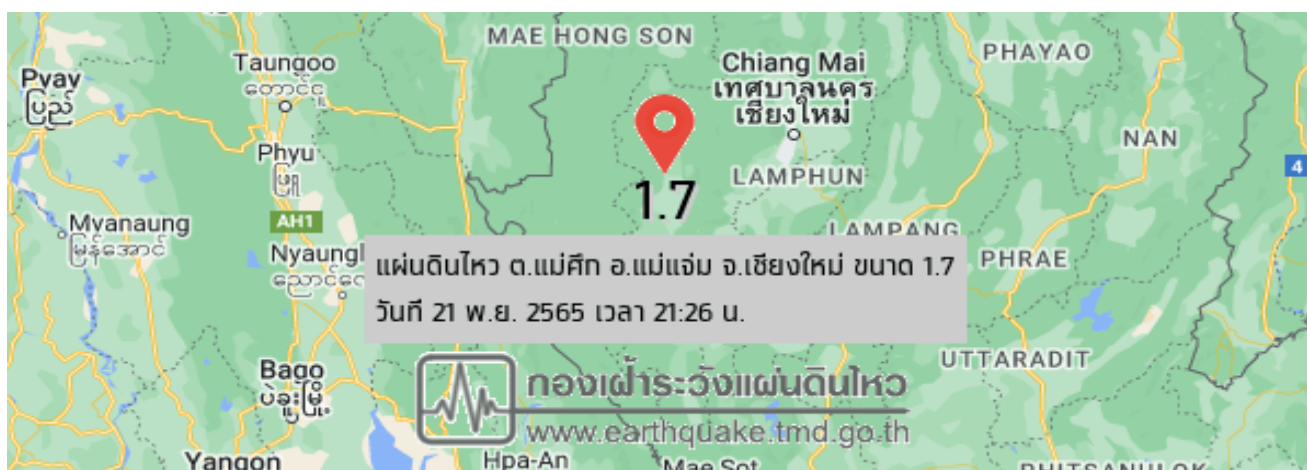 MAE HONG SON
PHAYAO
Taungoo
တောင်ငူ
Chiang Mai
เทศบาลนคร
เชียงใหม่
Pyay
ပြည်
NAN
Phyu
ဖြူး
4
LAMPHUN
1.7
Myanaung
မြန်အောင်
AH1
LAMPANG
Nyaungl
แผ่นดินไหว ต.แม่ศึก อ.แม่แจ่ม จ.เชียงใหม่ ขนาด 1.7
วันที่ 21 พ.ย. 2565 เวลา 21:26 น.
PHRAE
UTTARADIT
Bago
ပဲခူးမြို့
กองเฝ้าระวังแผ่นดินไหว
www.earthquake.tmd.go.th
Yangon
Hpa-An
Mae Sot
PHITSANULOK